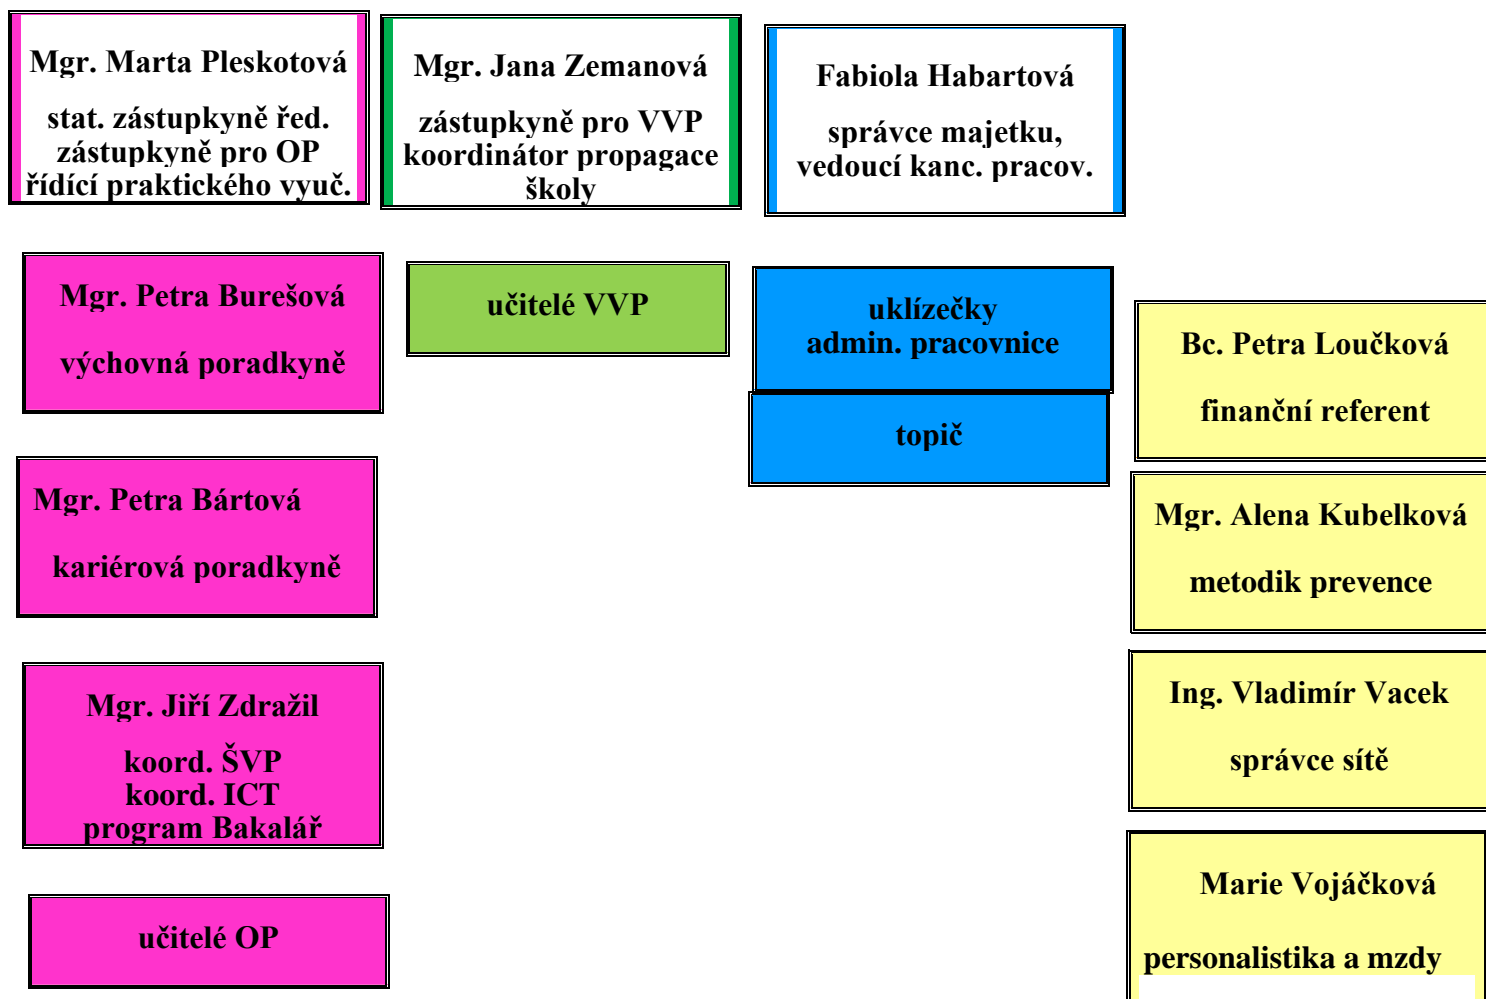 Mgr. Marta Pleskotová
stat. zástupkyně řed.
zástupkyně pro OP
řídící praktického vyuč.
Mgr. Jana Zemanová
zástupkyně pro VVP
koordinátor propagace
školy
Fabiola Habartová
správce majetku,
vedoucí kanc. pracov.
Mgr. Petra Burešová
výchovná poradkyně
učitelé VVP
uklízečky
admin. pracovnice
topič
Bc. Petra Loučková
finanční referent
Mgr. Petra Bártová
kariérová poradkyně
Mgr. Alena Kubelková
metodik prevence
Mgr. Jiří Zdražil
koord. ŠVP
koord. ICT
program Bakalář
Ing. Vladimír Vacek
správce sítě
učitelé OP
Marie Vojáčková
personalistika a mzdy